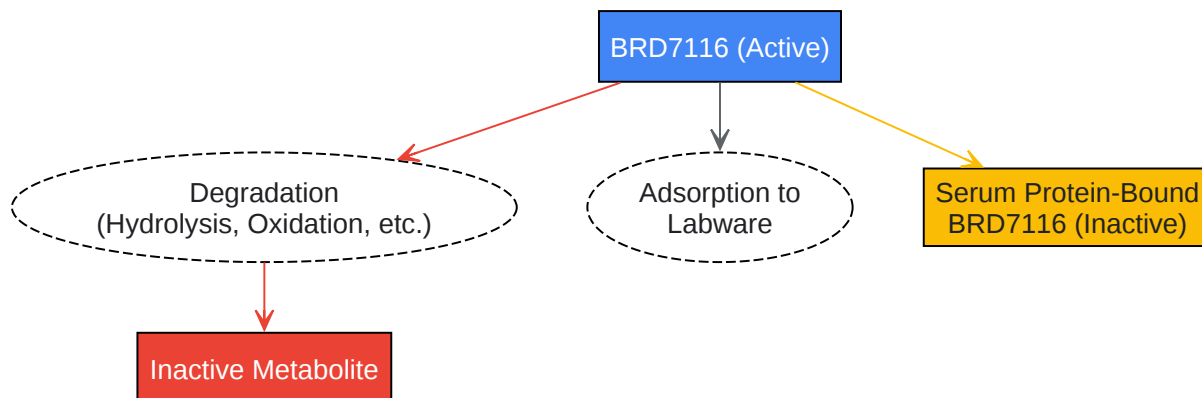 BRD7116 (Active)
Degradation
(Hydrolysis, Oxidation, etc.)
Adsorption to
Labware
Serum Protein-Bound
BRD7116 (Inactive)
Inactive Metabolite